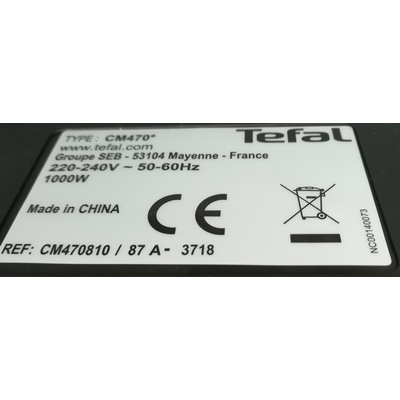 TYPE: CM470*
Tefal
www.tefal.com
Groupe SEB - 53104 Mayenne - France
220-240V ~ 50-60Hz
1000W
Made in CHINA
CE
REF: CM470810 / 87 A - 3718
NC00140073